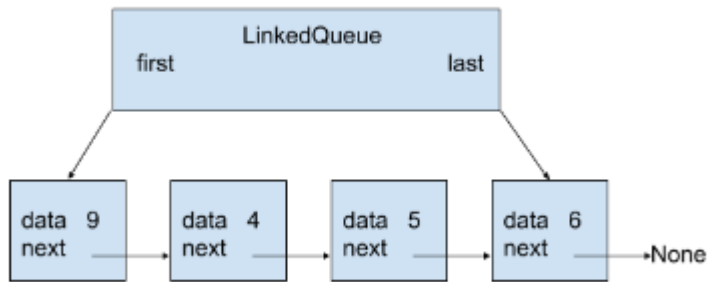 LinkedQueue
first last
data 9 data 4 data 5 data 6
next next next next None